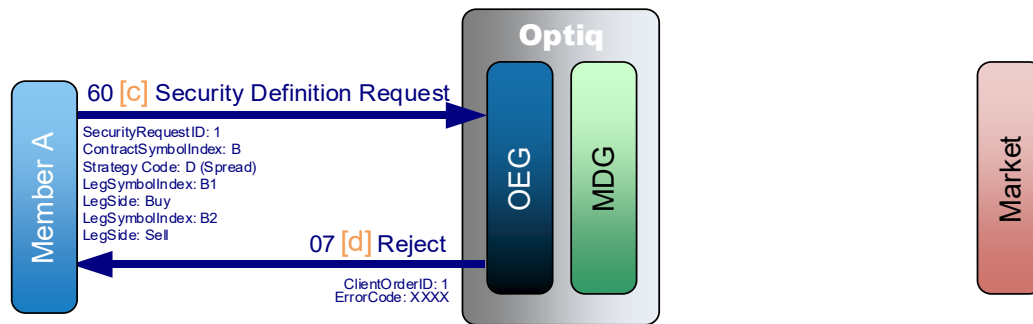 Optiq
60 [c] Security Definition Request
SecurityRequestID: 1
ContractSymbolIndex: B
Strategy Code: D (Spread)
LegSymbolIndex: B1
LegSide: Buy
LegSymbolIndex: B2
LegSide: Sell
07 [d] Reject
ClientOrderID: 1
ErrorCode: XXXX
Member A
OEG
MDG
Market